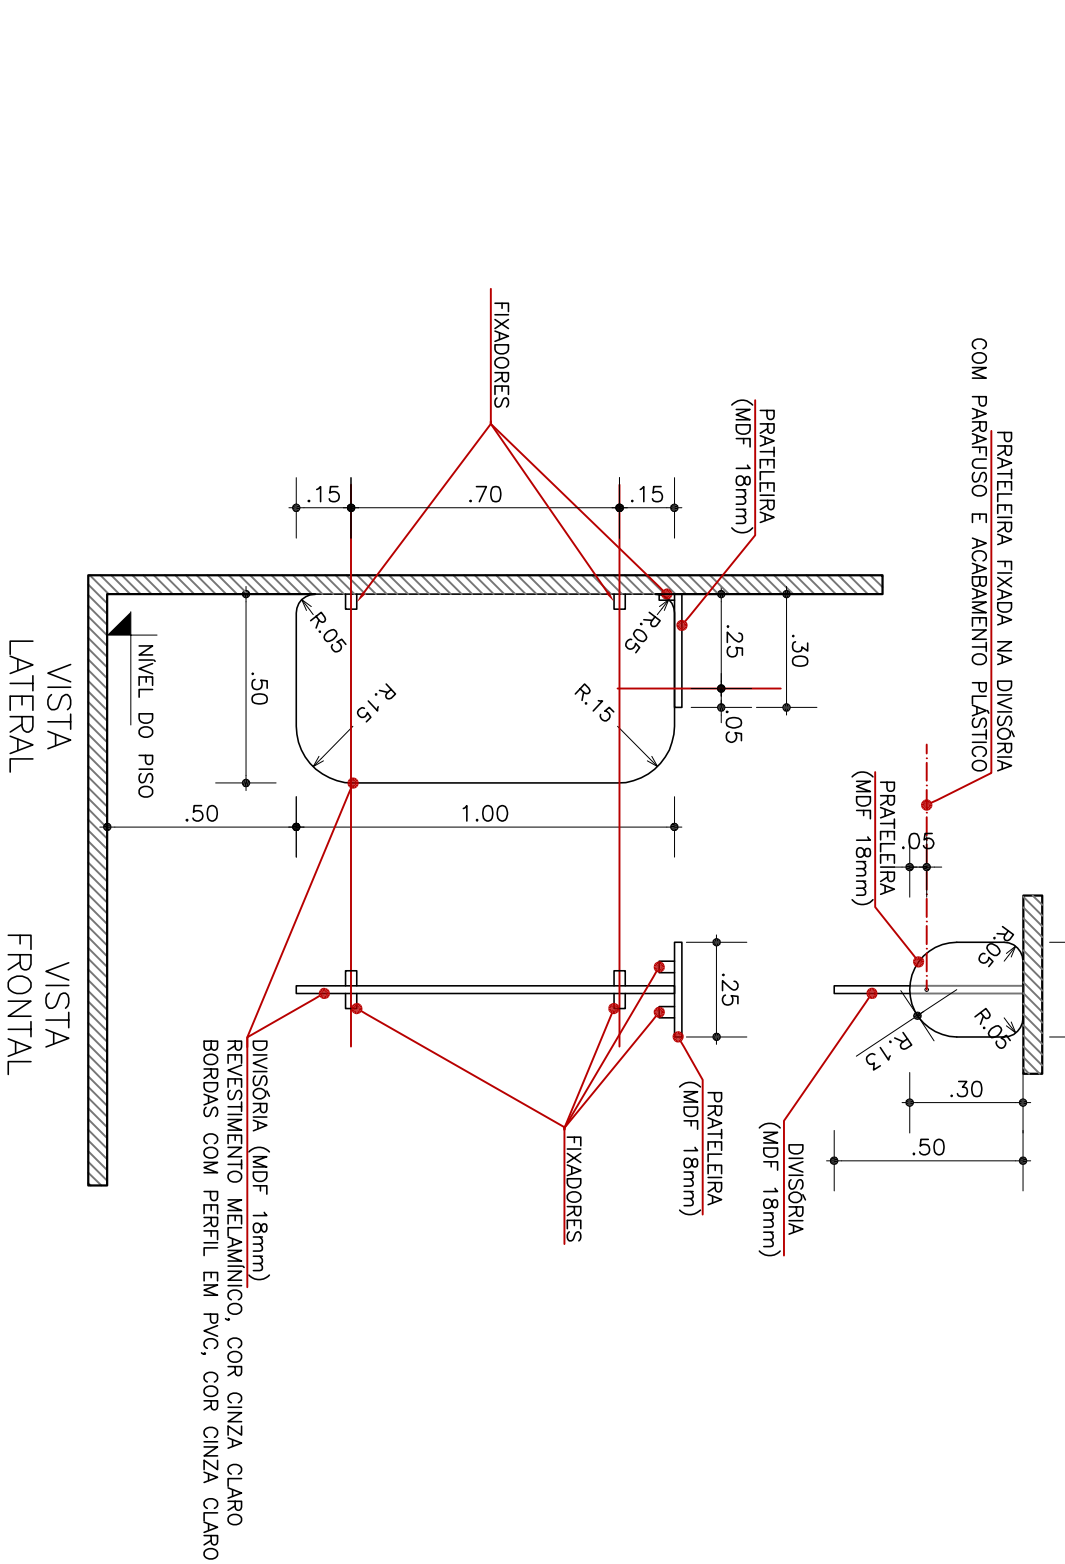 PRATELEIRA FIXADA NA DIVISÓRIA
COM PARAFUSO E ACABAMENTO PLÁSTICO
PRATELEIRA
(MDF 18mm)
.05
R.05
R.05
R.13
.30
.50
DIVISÓRIA
(MDF 18mm)
PRATELEIRA
(MDF 18mm)
.30
.25
.05
FIXADORES
.15
.70
.15
R.05
R.05
R.15
R.15
.50
1.00
.50
NÍVEL DO PISO
.25
PRATELEIRA
(MDF 18mm)
FIXADORES
DIVISÓRIA (MDF 18mm)
REVESTIMENTO MELAMÍNICO, COR CINZA CLARO
BORDAS COM PERFIL EM PVC, COR CINZA CLARO
VISTA
LATERAL
VISTA
FRONTAL